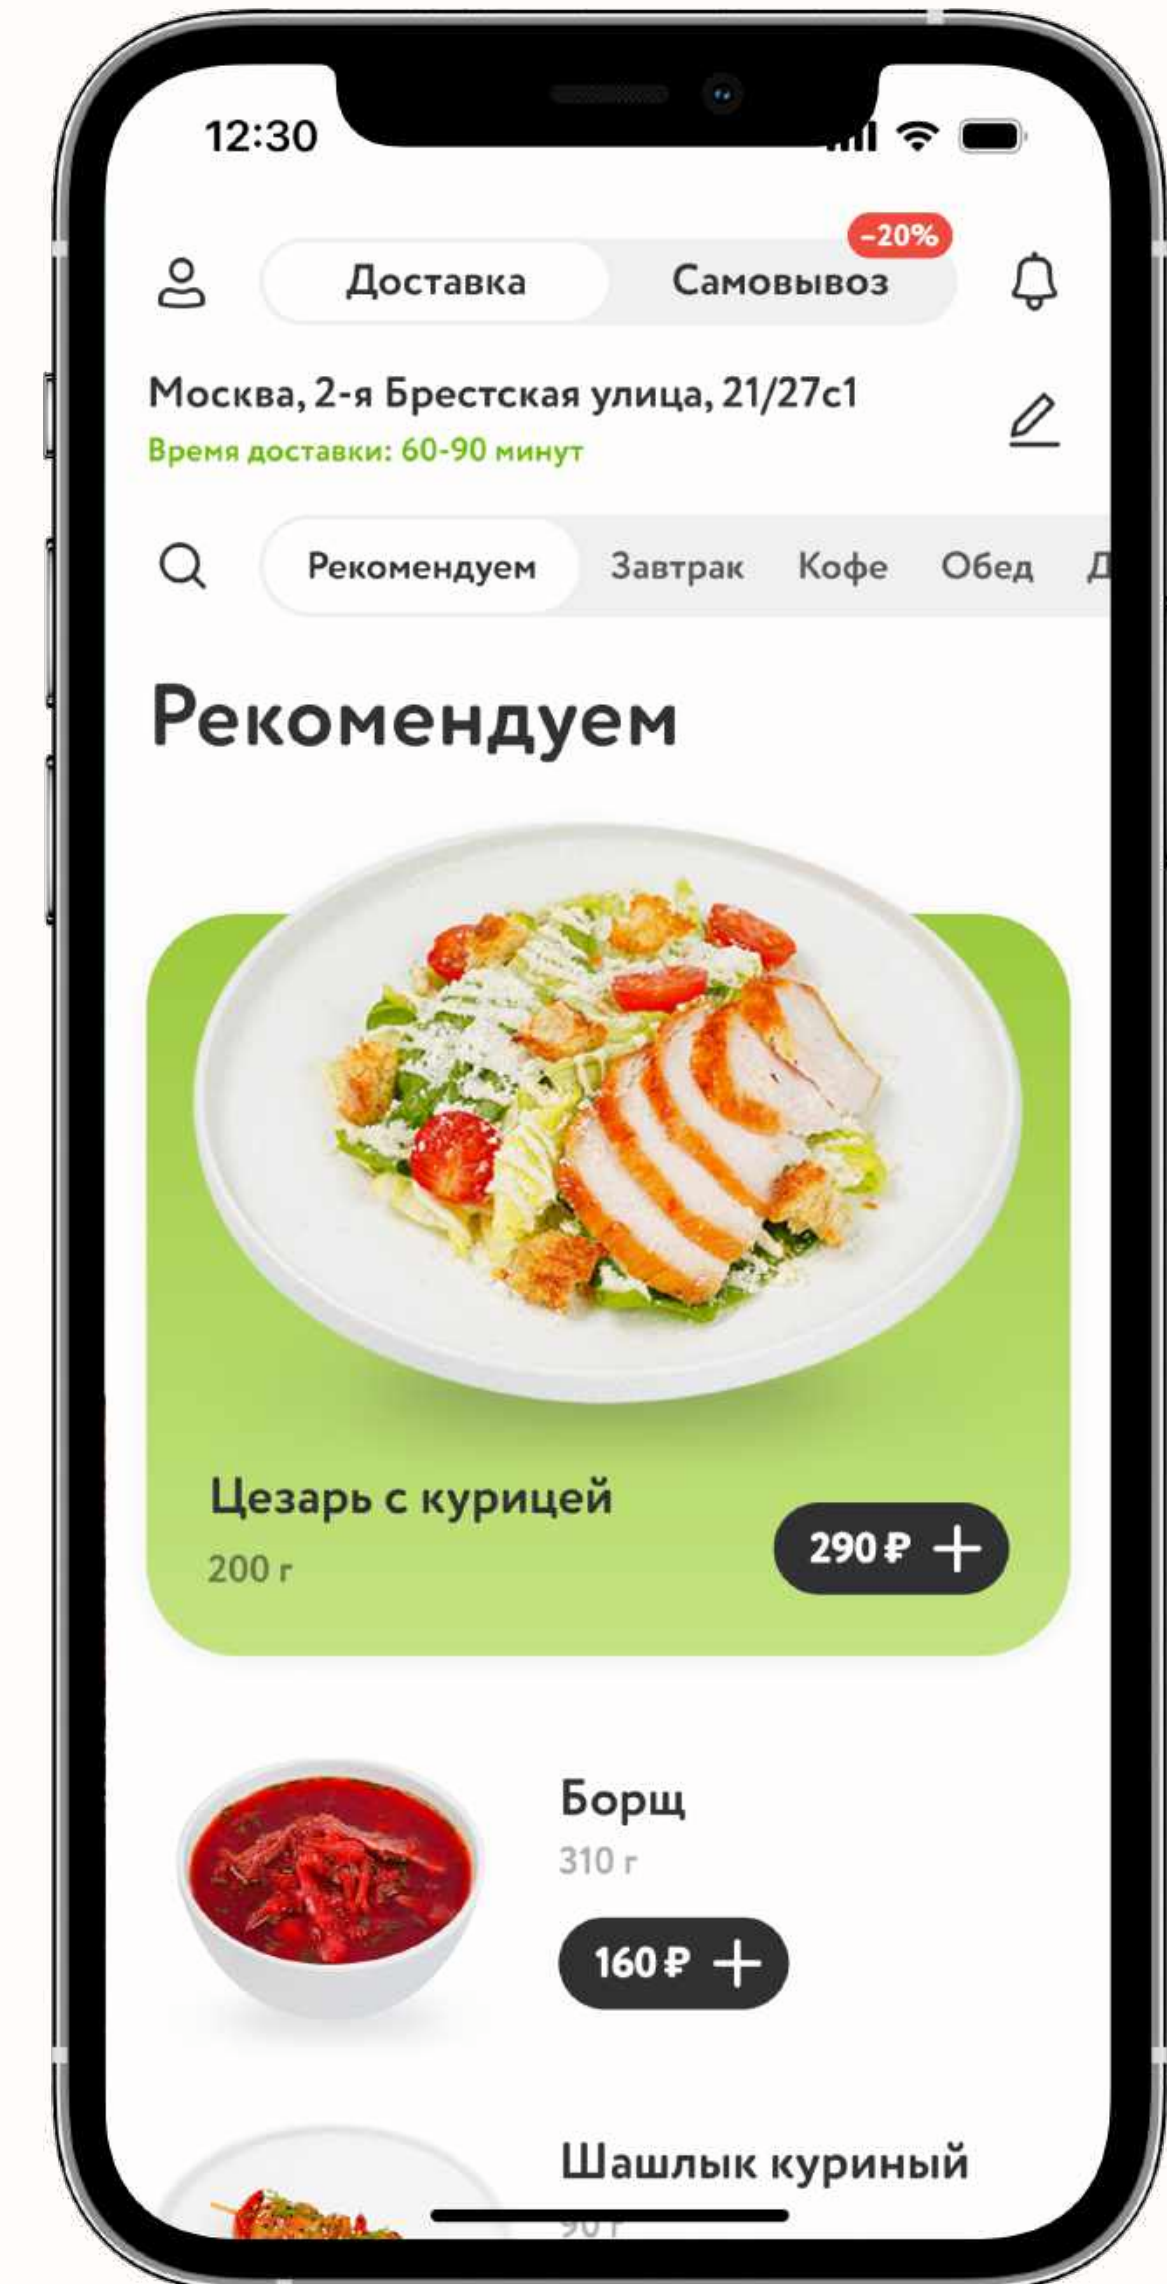 12:30
–20%
Доставка Самовывоз
Москва, 2-я Брестская улица, 21/27с1
Время доставки: 60-90 минут
Рекомендуем Завтрак Кофе Обед
Рекомендуем
Цезарь с курицей
200 г
290 ₽ +
Борщ
310 г
160 ₽ +
Шашлык куриный
90 г